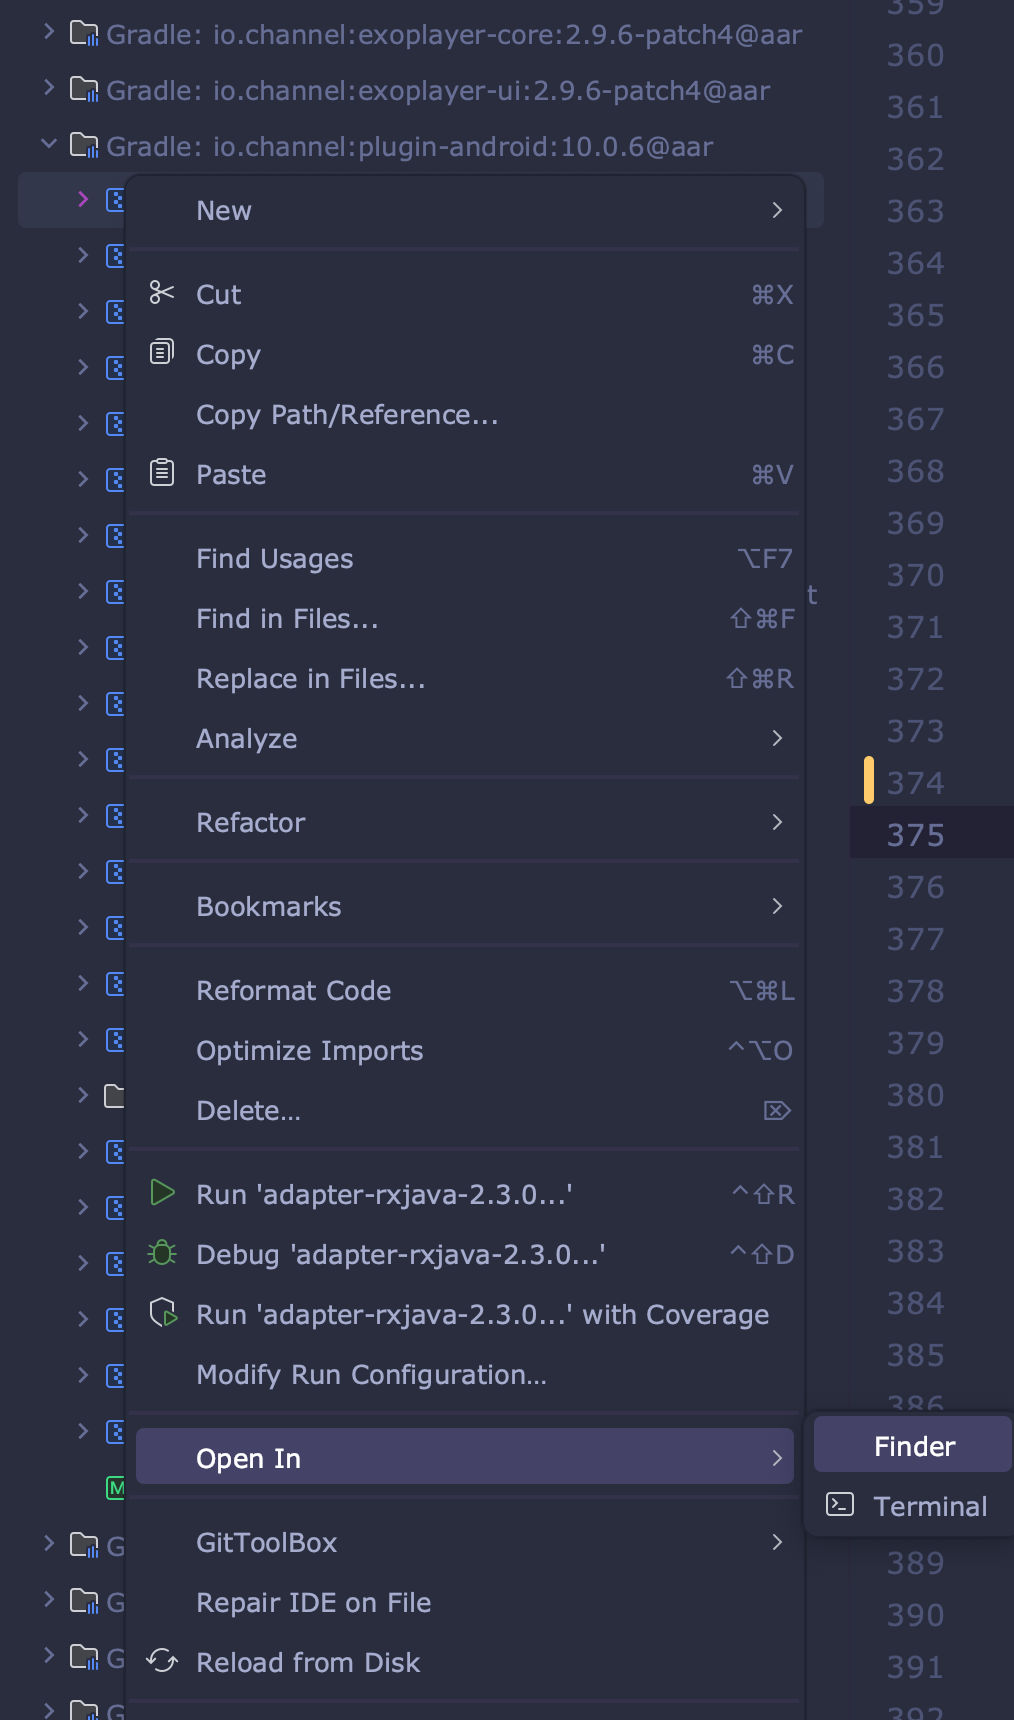 Gradle: io.channel:exoplayer-core:2.9.6-patch4@aar
Gradle: io.channel:exoplayer-ui:2.9.6-patch4@aar
Gradle: io.channel:plugin-android:10.0.6@aar
New
Cut ⌘X
Copy ⌘C
Copy Path/Reference...
Paste ⌘V
Find Usages ⌥F7
t
Find in Files... ⇧⌘F
Replace in Files... ⇧⌘R
Analyze
Refactor
Bookmarks
Reformat Code ⌥⌘L
Optimize Imports ^⌥O
Delete... ⌦
Run 'adapter-rxjava-2.3.0...' ^⇧R
Debug 'adapter-rxjava-2.3.0...' ^⇧D
Run 'adapter-rxjava-2.3.0...' with Coverage
Modify Run Configuration...
Open In
Finder
Terminal
M
GitToolBox
Repair IDE on File
Reload from Disk
G
G
G
G
359
360
361
362
363
364
365
366
367
368
369
370
371
372
373
374
375
376
377
378
379
380
381
382
383
384
385
386
389
390
391
392